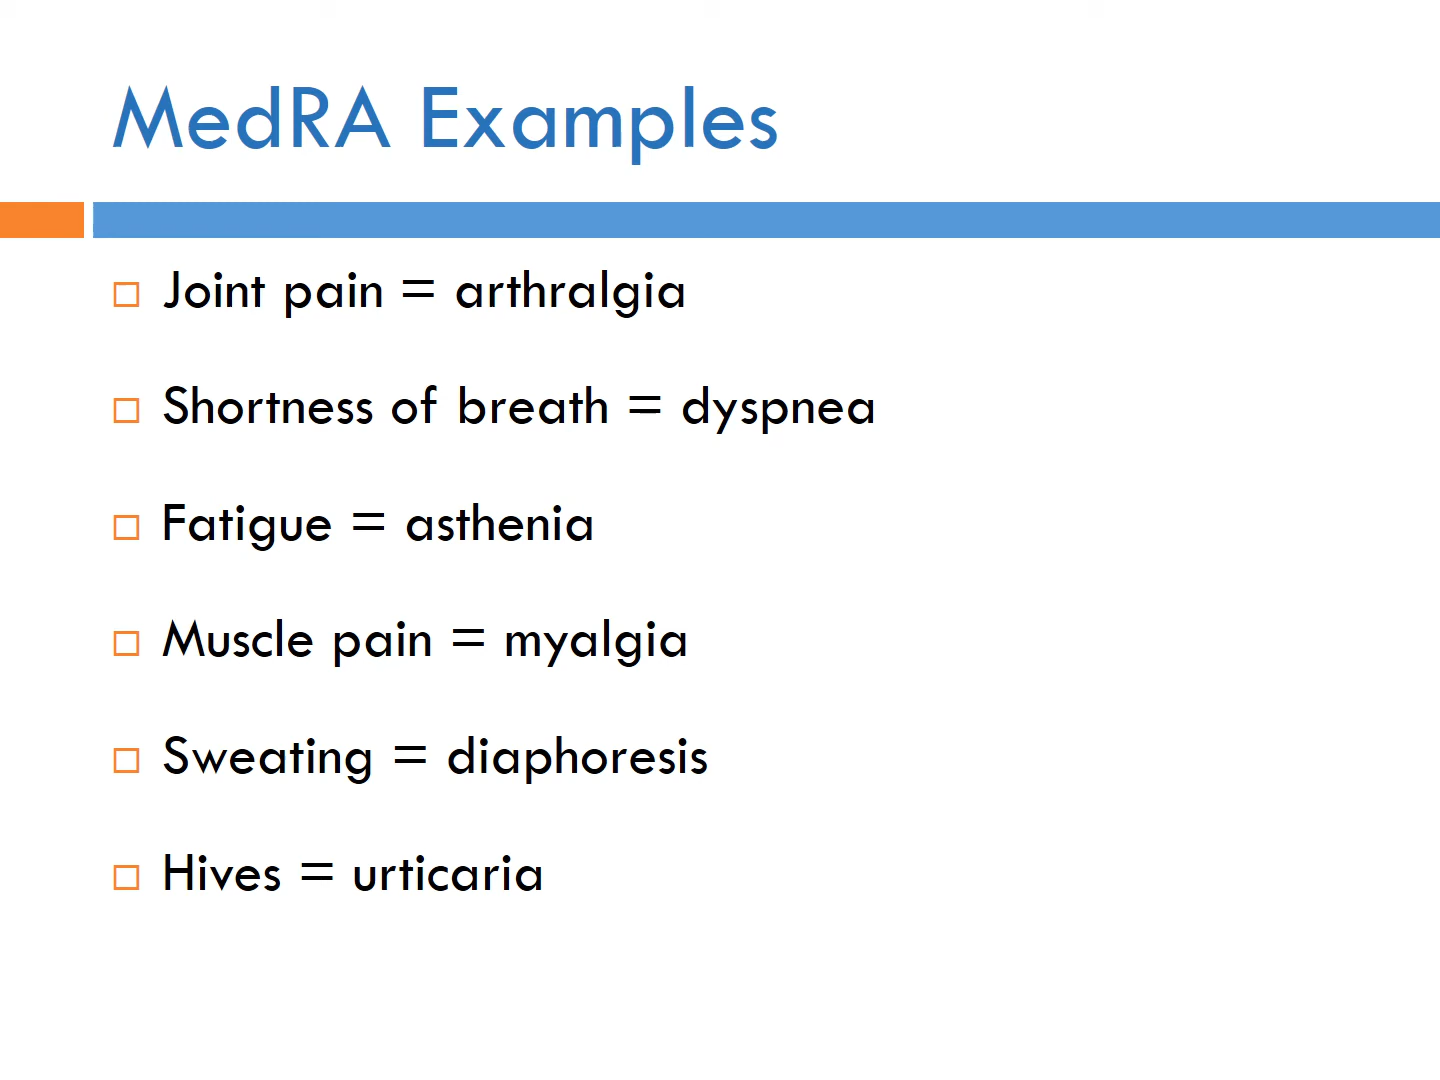 MedRA Examples
Joint pain = arthralgia
Shortness of breath = dyspnea
Fatigue = asthenia
Muscle pain = myalgia
Sweating = diaphoresis
Hives = urticaria